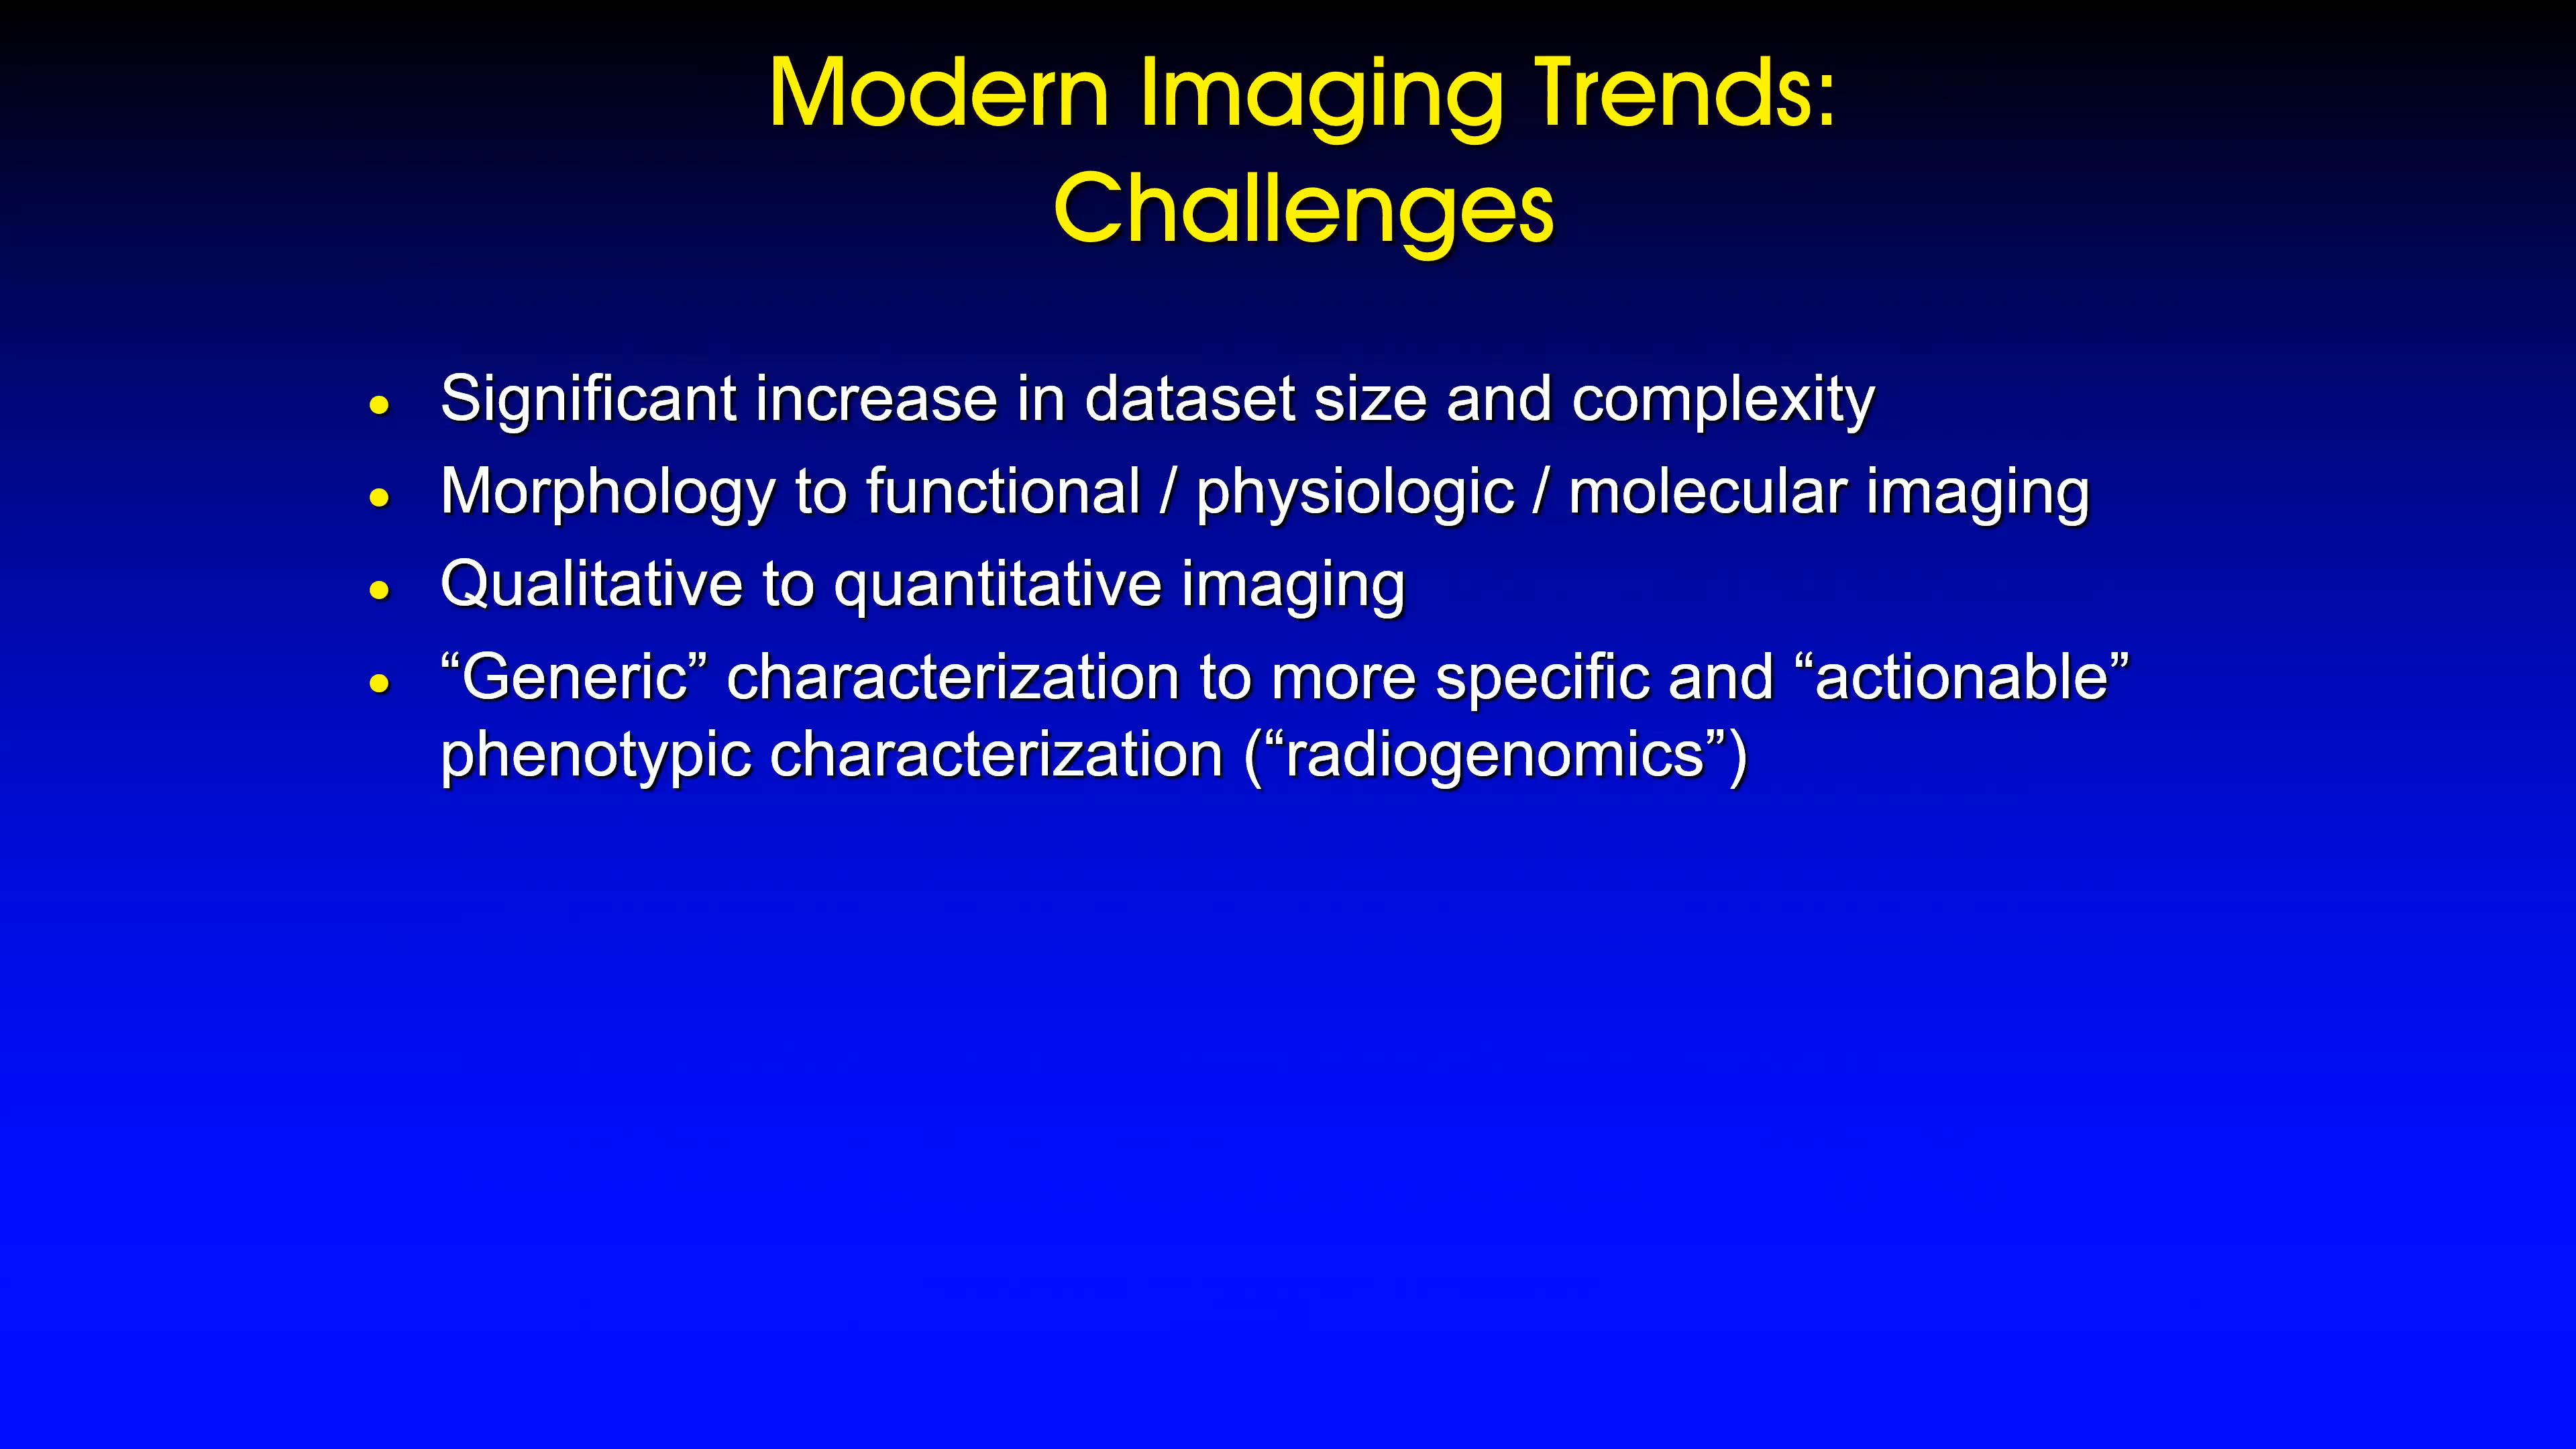 Modern Imaging Trends:
Challenges
• Significant increase in dataset size and complexity
• Morphology to functional / physiologic / molecular imaging
• Qualitative to quantitative imaging
• “Generic” characterization to more specific and “actionable”
phenotypic characterization (“radiogenomics”)